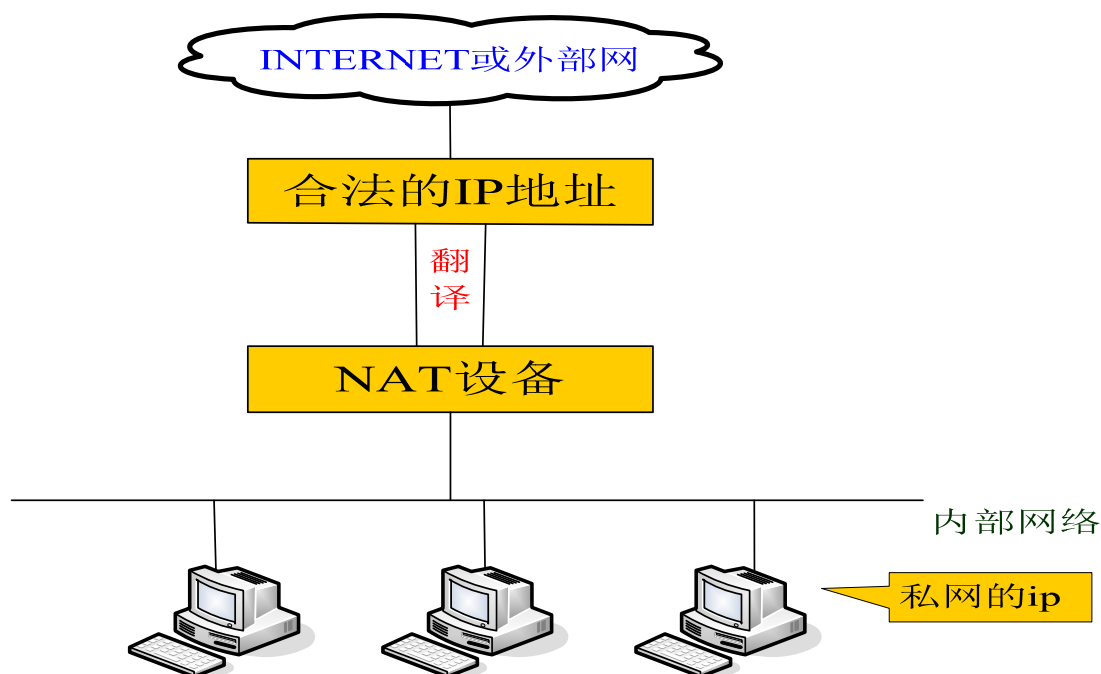 INTERNET或外部网
合法的IP地址
翻
译
NAT设备
内部网络
私网的ip